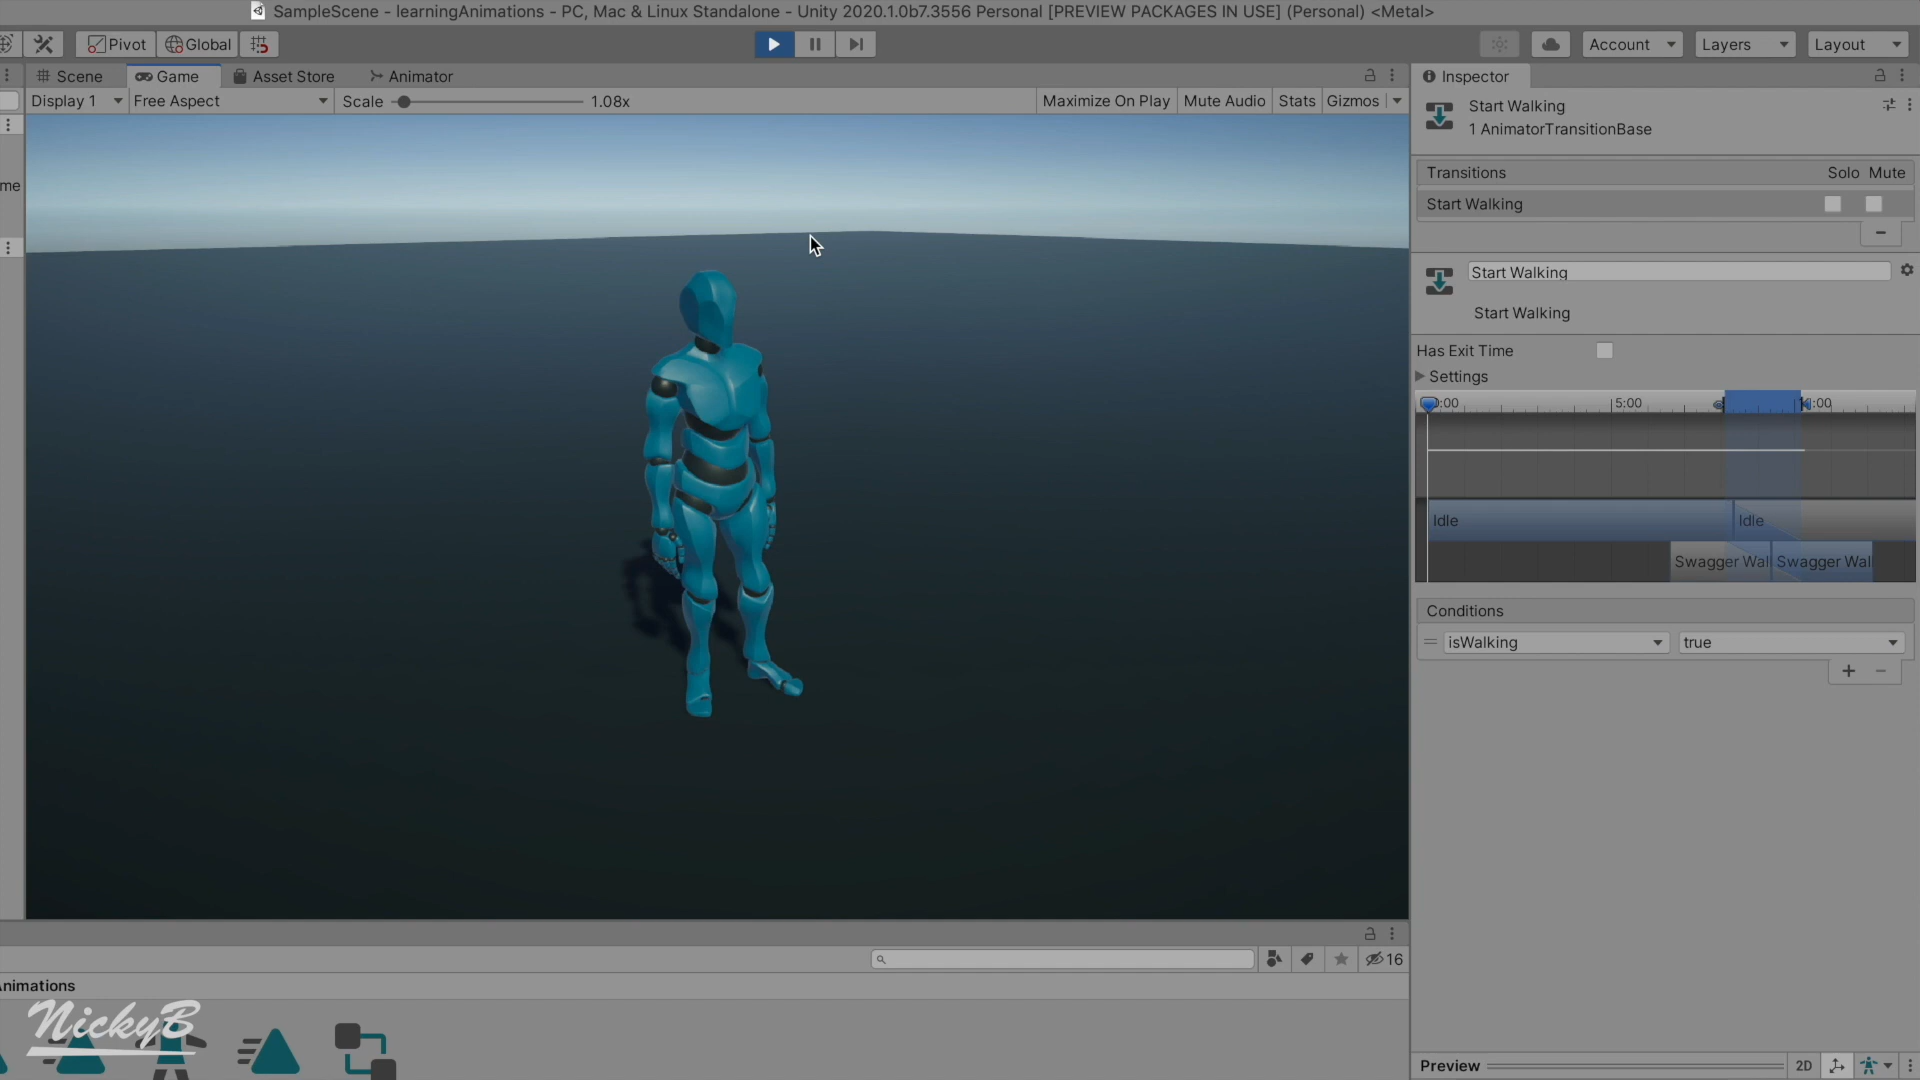 SampleScene - learningAnimations - PC, Mac & Linux Standalone - Unity 2020.1.0b7.3556 Personal [PREVIEW PACKAGES IN USE] (Personal) <Metal>
Pivot Global Account Layers Layout
Scene Game Asset Store Animator
Display 1 Free Aspect Scale 1.08x Maximize On Play Mute Audio Stats Gizmos
me
Inspector
Start Walking
1 AnimatorTransitionBase
Transitions Solo Mute
Start Walking
Start Walking
Start Walking
Has Exit Time
Settings
:00 5:00 :00
Idle Idle
Swagger Wal Swagger Wal
Conditions
isWalking true
16
nimations
NickyB
Preview 2D